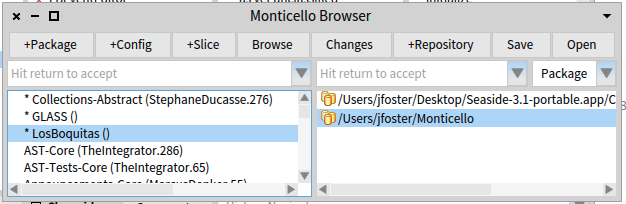 Monticello Browser
+Package
+Config
+Slice
Browse
Changes
+Repository
Save
Open
Hit return to accept
Hit return to accept
Package
* Collections-Abstract (StephaneDucasse.276)
* GLASS ()
* LosBoquitas ()
AST-Core (TheIntegrator.286)
AST-Tests-Core (TheIntegrator.65)
/Users/jfoster/Desktop/Seaside-3.1-portable.app/C
/Users/jfoster/Monticello